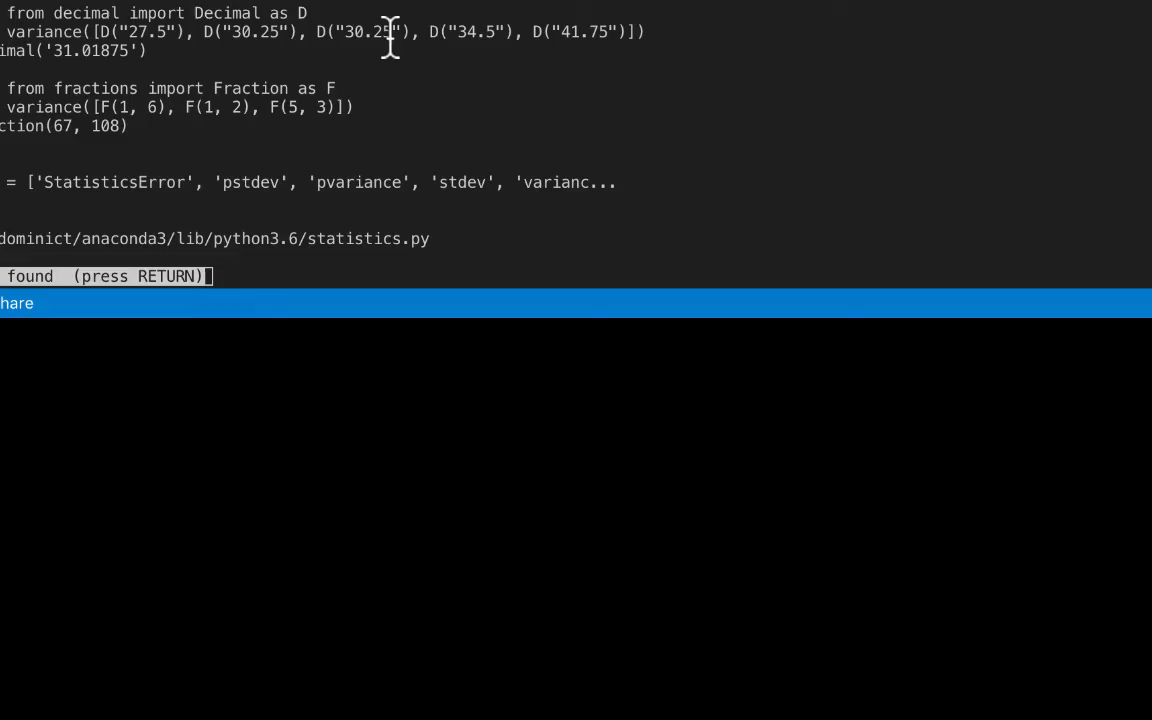 from decimal import Decimal as D
variance([D("27.5"), D("30.25"), D("30.25"), D("34.5"), D("41.75")])
imal('31.01875')
from fractions import Fraction as F
variance([F(1, 6), F(1, 2), F(5, 3)])
ction(67, 108)
= ['StatisticsError', 'pstdev', 'pvariance', 'stdev', 'varianc...
dominict/anaconda3/lib/python3.6/statistics.py
found  (press RETURN)
hare